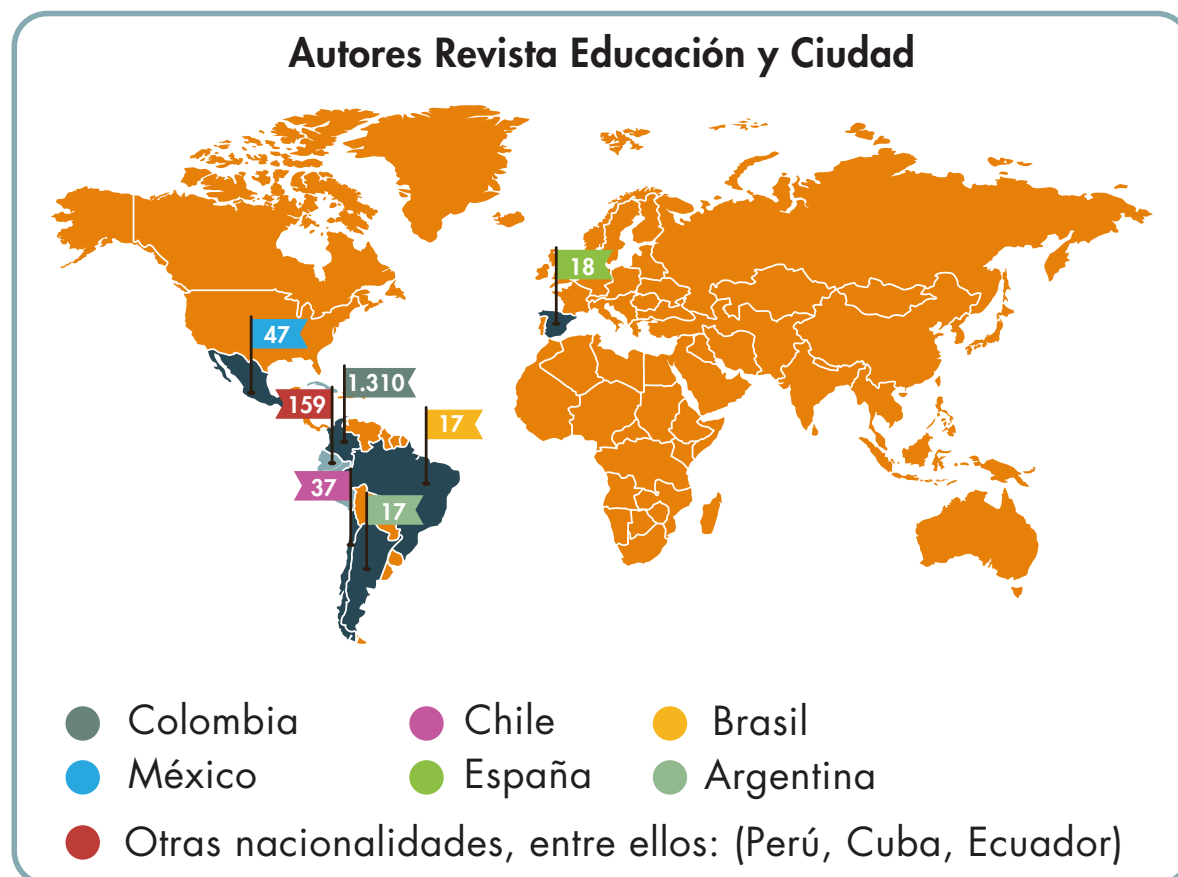 Autores Revista Educación y Ciudad
18
47
1.310
159
17
37
17
Colombia
Chile
Brasil
México
España
Argentina
Otras nacionalidades, entre ellos: (Perú, Cuba, Ecuador)